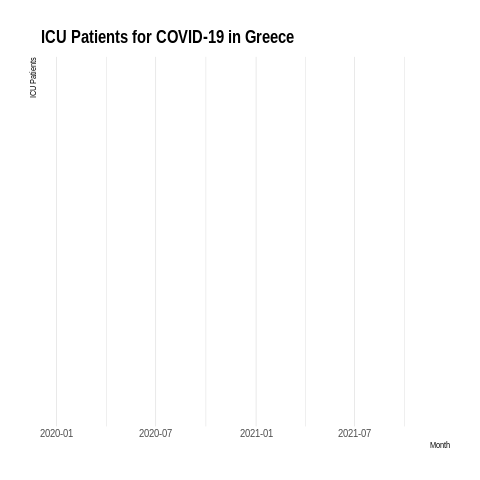 ICU Patients for COVID-19 in Greece
ICU Patients
2020-01 2020-07 2021-01 2021-07
Month